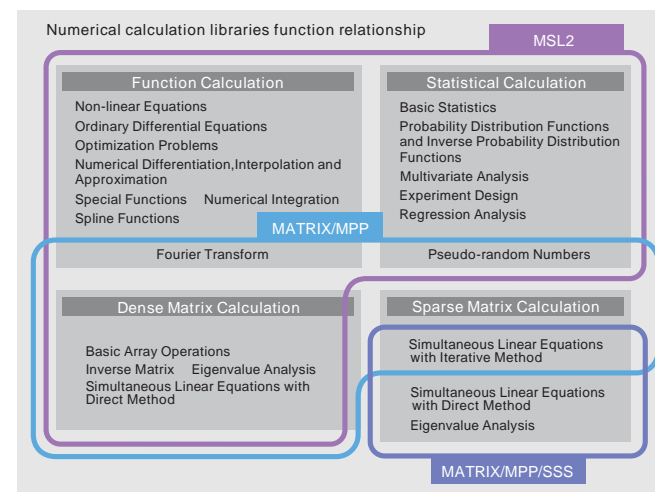 Numerical calculation libraries function relationship
MSL2
Function Calculation
Non-linear Equations
Ordinary Differential Equations
Optimization Problems
Numerical Differentiation,Interpolation and
Approximation
Special Functions Numerical Integration
Spline Functions
Statistical Calculation
Basic Statistics
Probability Distribution Functions
and Inverse Probability Distribution
Functions
Multivariate Analysis
Experiment Design
Regression Analysis
MATRIX/MPP
Fourier Transform
Pseudo-random Numbers
Dense Matrix Calculation
Basic Array Operations
Inverse Matrix Eigenvalue Analysis
Simultaneous Linear Equations with
Direct Method
Sparse Matrix Calculation
Simultaneous Linear Equations
with Iterative Method
Simultaneous Linear Equations
with Direct Method
Eigenvalue Analysis
MATRIX/MPP/SSS